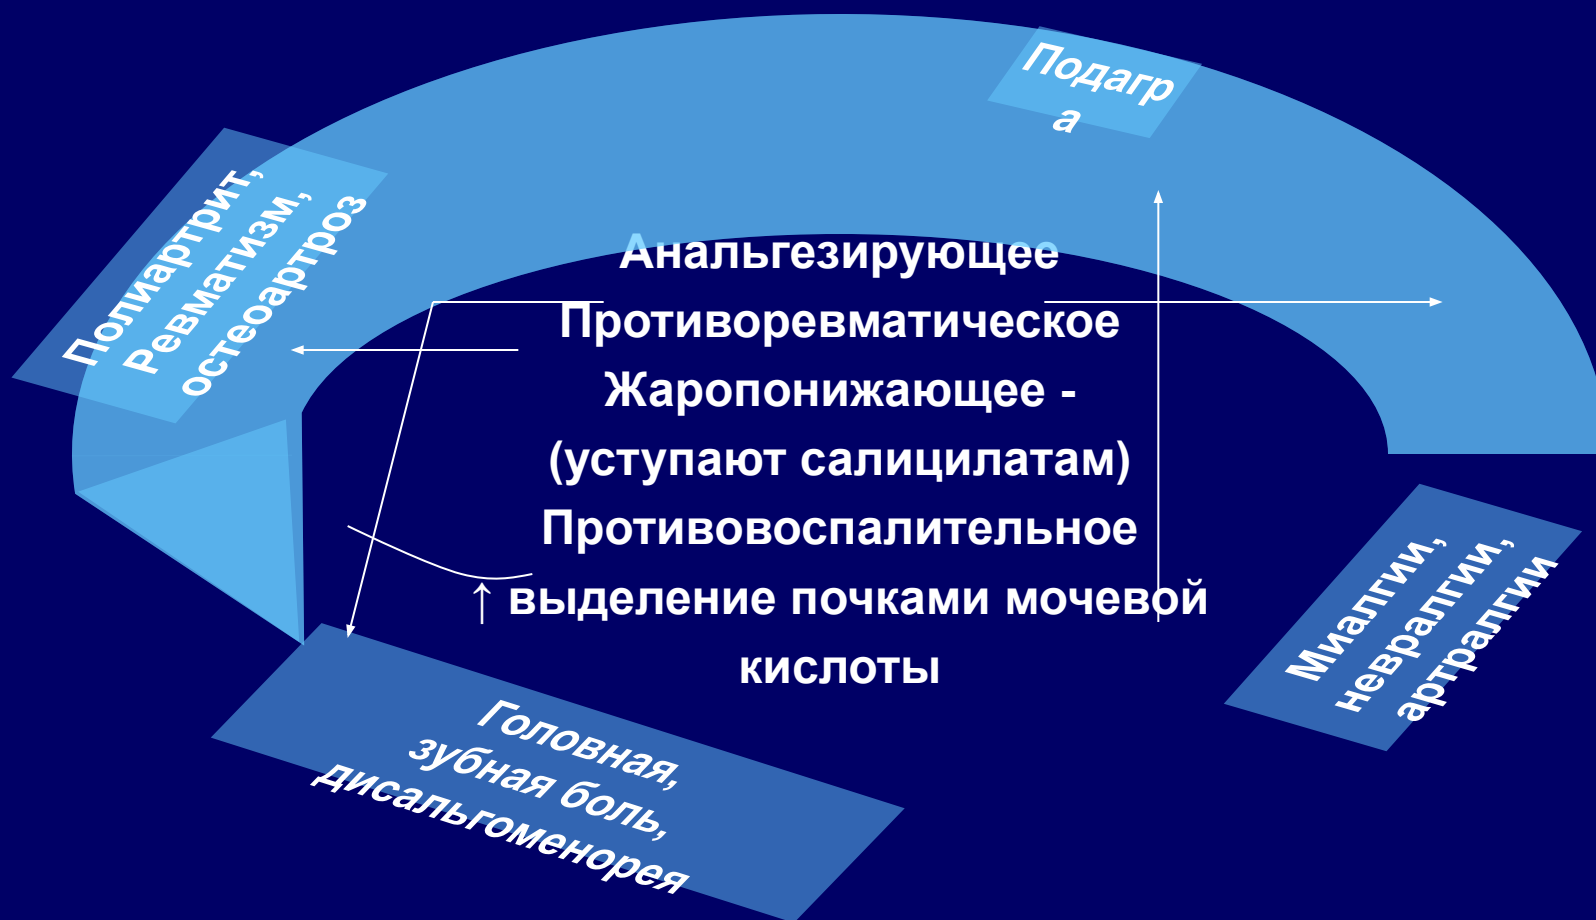 Подагр
а
Полиартрит,
Ревматизм,
остеоартроз
Анальгезирующее
Противоревматическое
Жаропонижающее -
(уступают салицилатам)
Противовоспалительное
↑ выделение почками мочевой
кислоты
Миалгии,
невралгии,
артралгии
Головная,
зубная боль,
дисальгоменорея